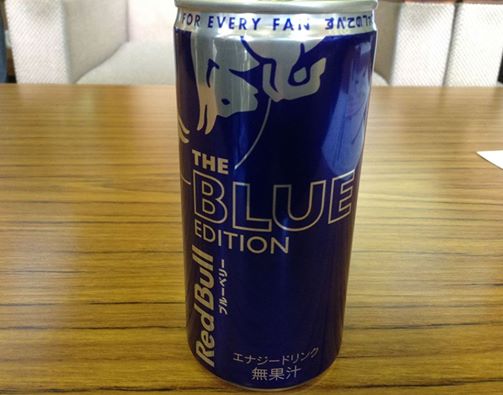 FOR EVERY FAN
THE
BLUE
EDITION
Red Bull
ブルーベリー
エナジードリンク
無果汁